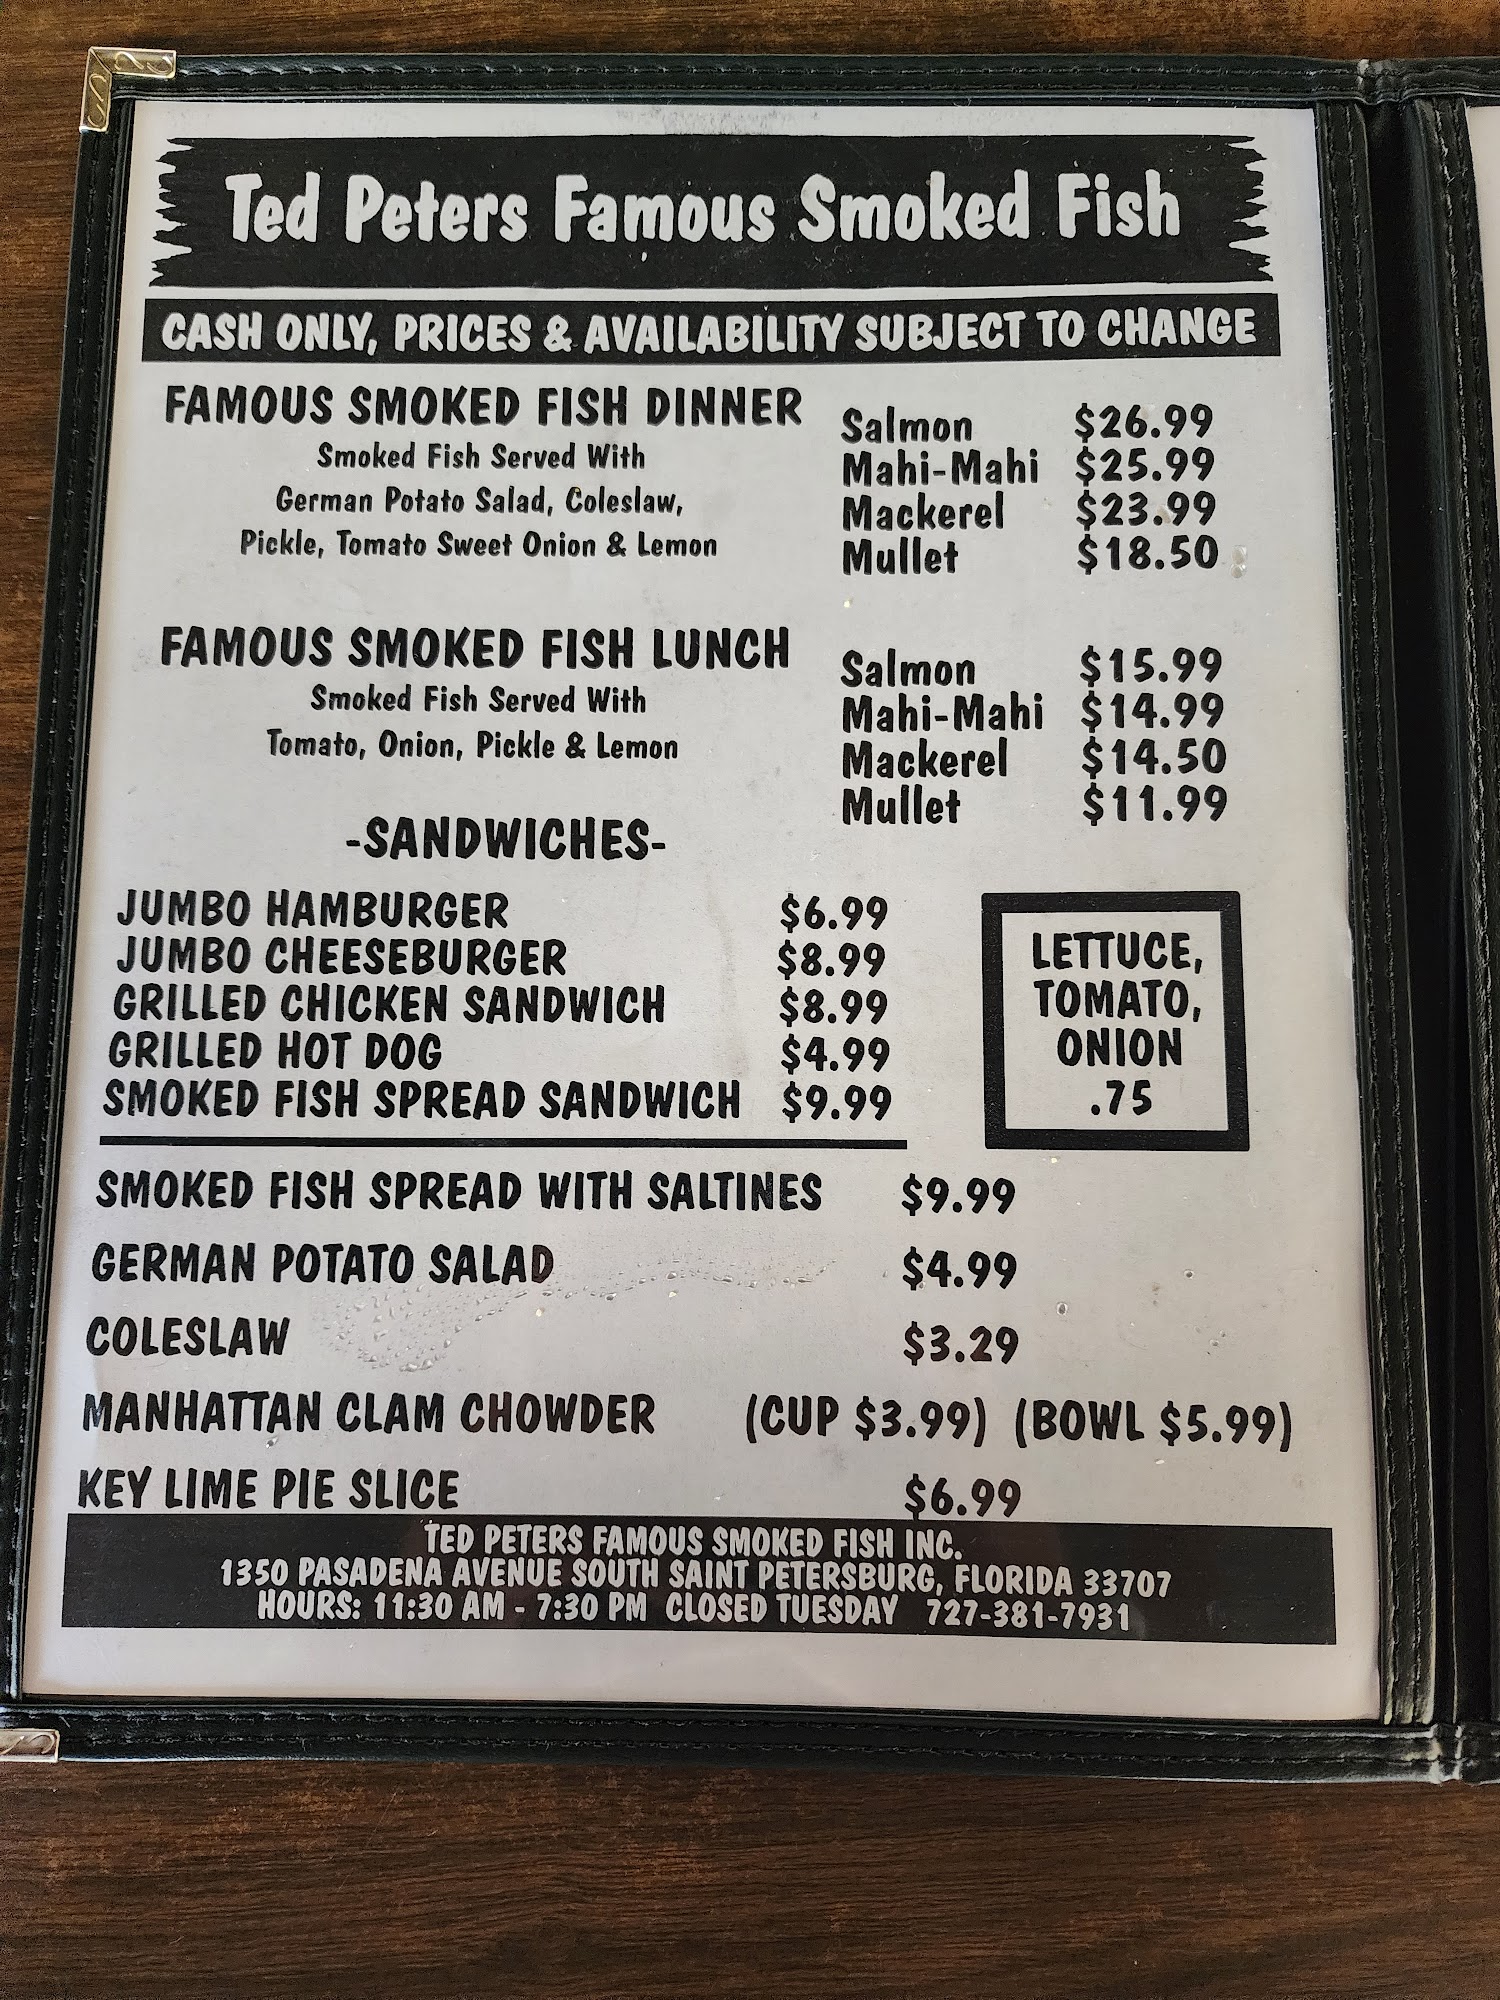 Ted Peters Famous Smoked Fish
CASH ONLY, PRICES & AVAILABILITY SUBJECT TO CHANGE
FAMOUS SMOKED FISH DINNER
Smoked Fish Served With
German Potato Salad, Coleslaw,
Pickle, Tomato Sweet Onion & Lemon
Salmon $26.99
Mahi-Mahi $25.99
Mackerel $23.99
Mullet $18.50
FAMOUS SMOKED FISH LUNCH
Smoked Fish Served With
Tomato, Onion, Pickle & Lemon
Salmon $15.99
Mahi-Mahi $14.99
Mackerel $14.50
Mullet $11.99
-SANDWICHES-
JUMBO HAMBURGER $6.99
JUMBO CHEESEBURGER $8.99
GRILLED CHICKEN SANDWICH $8.99
GRILLED HOT DOG $4.99
SMOKED FISH SPREAD SANDWICH $9.99
LETTUCE,
TOMATO,
ONION
.75
SMOKED FISH SPREAD WITH SALTINES $9.99
GERMAN POTATO SALAD $4.99
COLESLAW $3.29
MANHATTAN CLAM CHOWDER (CUP $3.99) (BOWL $5.99)
KEY LIME PIE SLICE $6.99
TED PETERS FAMOUS SMOKED FISH INC.
1350 PASADENA AVENUE SOUTH SAINT PETERSBURG, FLORIDA 33707
HOURS: 11:30 AM - 7:30 PM CLOSED TUESDAY 727-381-7931